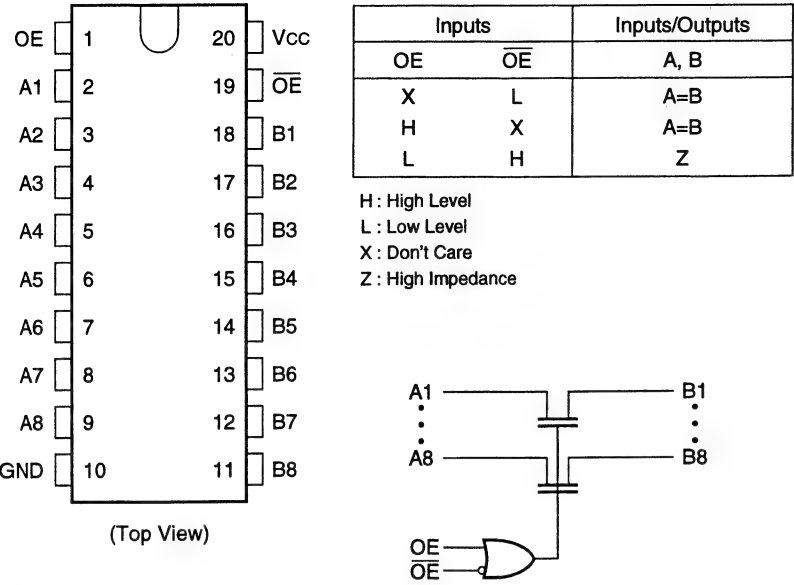 OE 1 20 Vcc
A1 2 19 O̅E̅
A2 3 18 B1
A3 4 17 B2
A4 5 16 B3
A5 6 15 B4
A6 7 14 B5
A7 8 13 B6
A8 9 12 B7
GND 10 11 B8
(Top View)
Inputs Inputs/Outputs
OE O̅E̅ A, B
X L A=B
H X A=B
L H Z
H : High Level
L : Low Level
X : Don't Care
Z : High Impedance
A1 B1
A8 B8
OE
O̅E̅